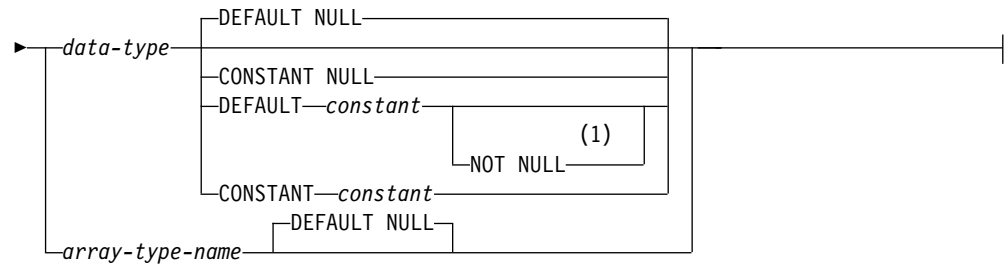 DEFAULT NULL
data-type
CONSTANT NULL
DEFAULT constant
(1)
NOT NULL
CONSTANT constant
DEFAULT NULL
array-type-name